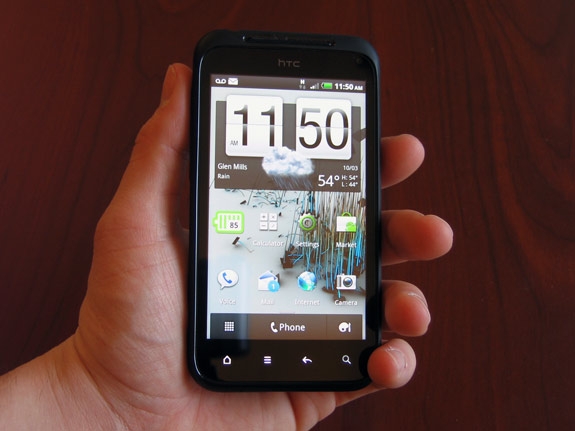 hTC
11:50 AM
AM 11 50
Glen Mills 10/03
Rain 54° H: 54°
L: 44°
85
Calculator Settings Market
Voice Mail Internet Camera
Phone